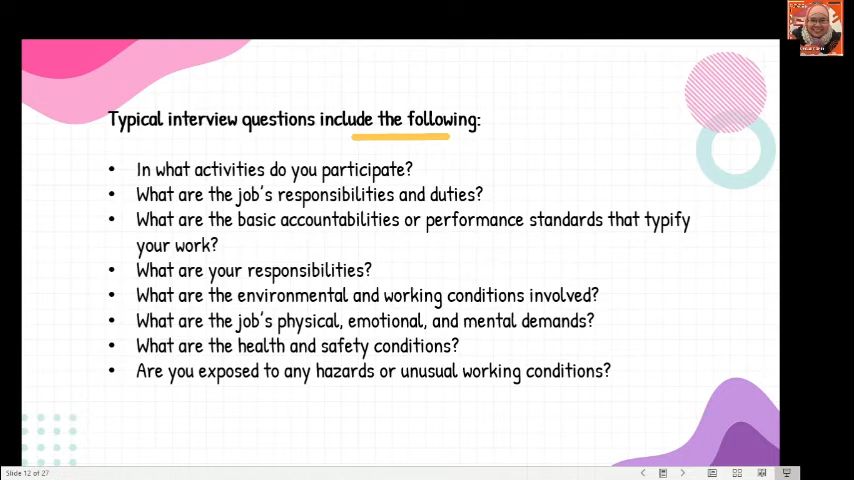 Typical interview questions include the following:
• In what activities do you participate?
• What are the job's responsibilities and duties?
• What are the basic accountabilities or performance standards that typify
your work?
• What are your responsibilities?
• What are the environmental and working conditions involved?
• What are the job's physical, emotional, and mental demands?
• What are the health and safety conditions?
• Are you exposed to any hazards or unusual working conditions?
Slide 12 of 27